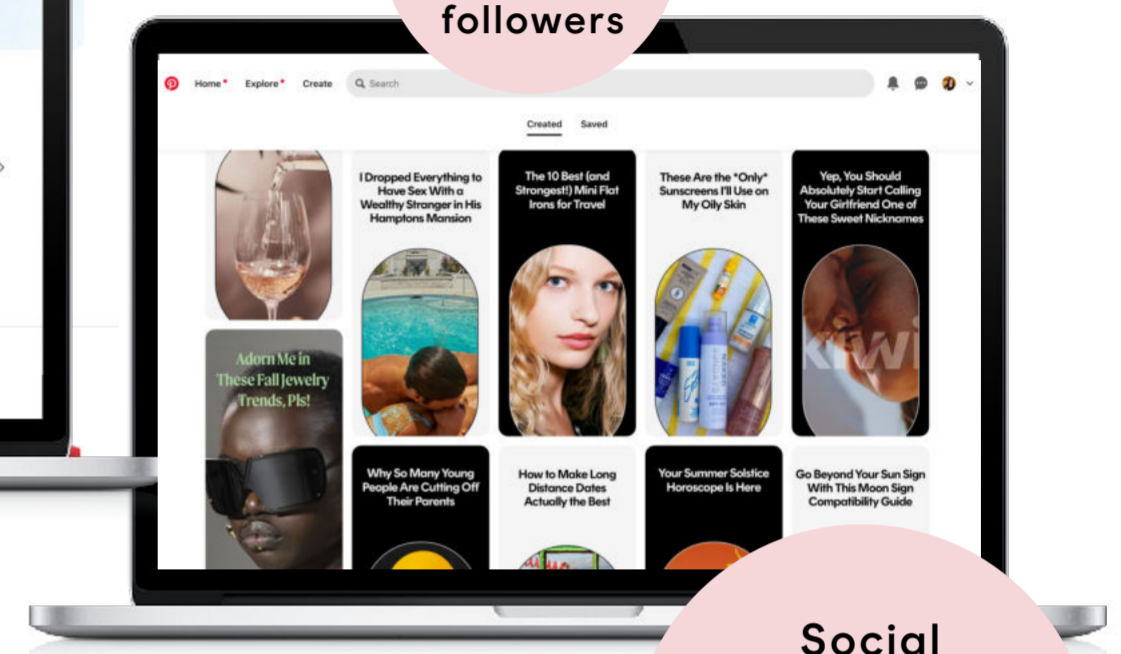 followers
Home
Explore
Create
Search
Created
Saved
I Dropped Everything to
Have Sex With a
Wealthy Stranger in His
Hamptons Mansion
The 10 Best (and
Strongest!) Mini Flat
Irons for Travel
These Are the *Only*
Sunscreens I'll Use on
My Oily Skin
Yep, You Should
Absolutely Start Calling
Your Girlfriend One of
These Sweet Nicknames
kiwi
Adorn Me in
These Fall Jewelry
Trends, Pls!
Why So Many Young
People Are Cutting Off
Their Parents
How to Make Long
Distance Dates
Actually the Best
Your Summer Solstice
Horoscope Is Here
Go Beyond Your Sun Sign
With This Moon Sign
Compatibility Guide
Social